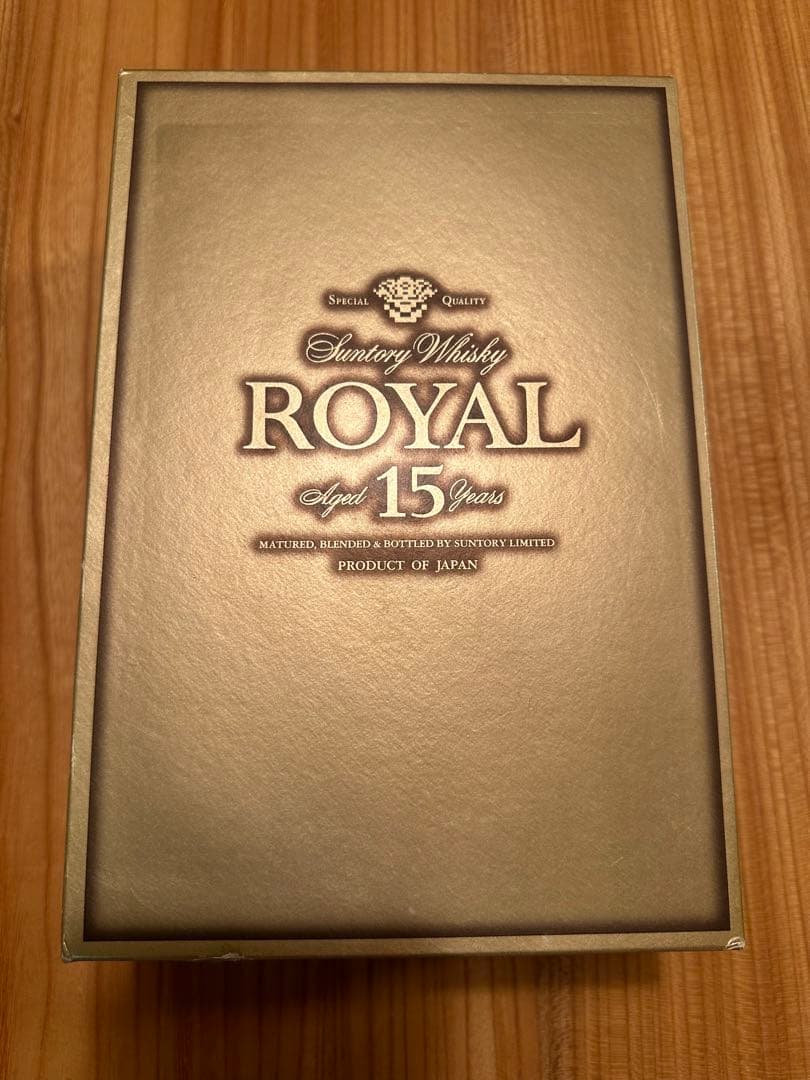 SPECIAL QUALITY
Suntory Whisky
ROYAL
Aged 15 Years
MATURED, BLENDED & BOTTLED BY SUNTORY LIMITED
PRODUCT OF JAPAN